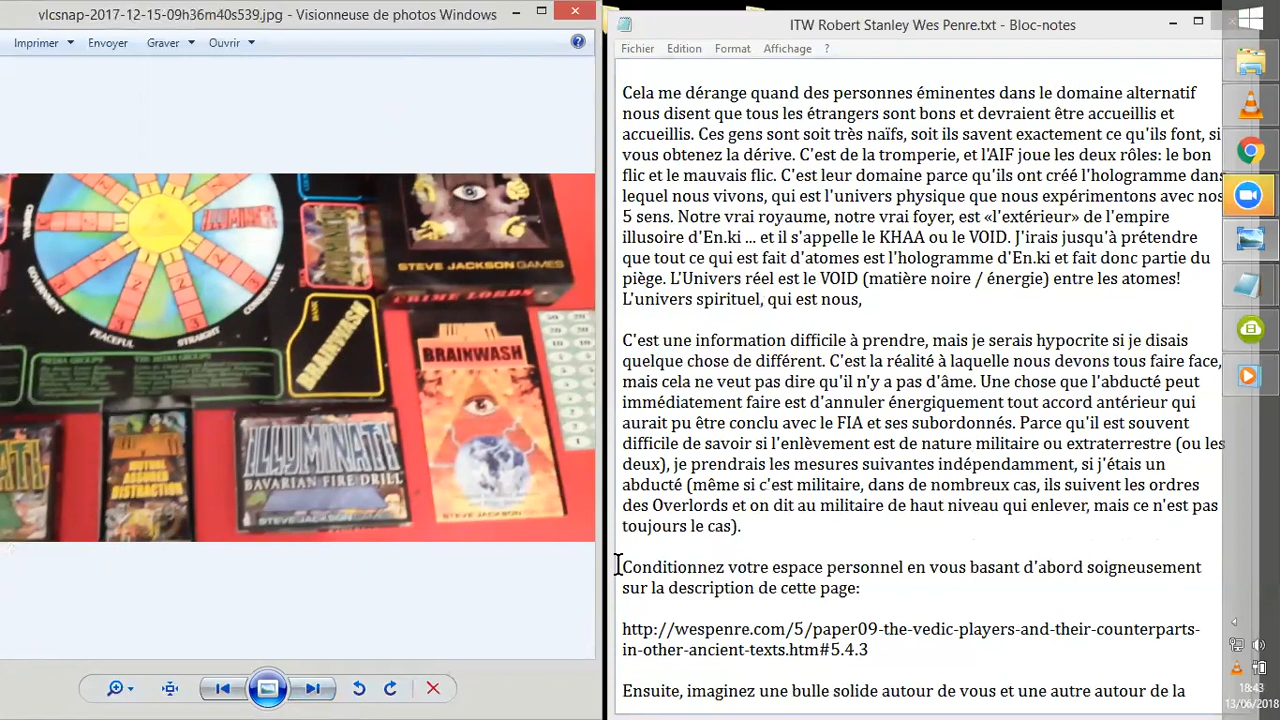 vlcsnap-2017-12-15-09h36m40s539.jpg - Visionneuse de photos Windows
Imprimer
Envoyer
Graver
Ouvrir
ILLUMINATI
GOVERNMENT
PEACEFUL
STRAIGHT
BRAINWASH
STEVE JACKSON GAMES
CRIME LORDS
BRAINWASH
MUTUAL
ASSURED
DISTRACTION
ILLUMINATI
BAVARIAN FIRE DRILL
STEVE JACKSON GAMES
ITW Robert Stanley Wes Penre.txt - Bloc-notes
Fichier
Edition
Format
Affichage
?
Cela me dérange quand des personnes éminentes dans le domaine alternatif
nous disent que tous les étrangers sont bons et devraient être accueillis et
accueillis. Ces gens sont soit très naïfs, soit ils savent exactement ce qu'ils font, si
vous obtenez la dérive. C'est de la tromperie, et l'AIF joue les deux rôles: le bon
flic et le mauvais flic. C'est leur domaine parce qu'ils ont créé l'hologramme dans
lequel nous vivons, qui est l'univers physique que nous expérimentons avec nos
5 sens. Notre vrai royaume, notre vrai foyer, est «l'extérieur» de l'empire
illusoire d'En.ki ... et il s'appelle le KHAA ou le VOID. J'irais jusqu'à prétendre
que tout ce qui est fait d'atomes est l'hologramme d'En.ki et fait donc partie du
piège. L'Univers réel est le VOID (matière noire / énergie) entre les atomes!
L'univers spirituel, qui est nous,
C'est une information difficile à prendre, mais je serais hypocrite si je disais
quelque chose de différent. C'est la réalité à laquelle nous devons tous faire face,
mais cela ne veut pas dire qu'il n'y a pas d'âme. Une chose que l'abducté peut
immédiatement faire est d'annuler énergiquement tout accord antérieur qui
aurait pu être conclu avec le FIA et ses subordonnés. Parce qu'il est souvent
difficile de savoir si l'enlèvement est de nature militaire ou extraterrestre (ou les
deux), je prendrais les mesures suivantes indépendamment, si j'étais un
abducté (même si c'est militaire, dans de nombreux cas, ils suivent les ordres
des Overlords et on dit au militaire de haut niveau qui enlever, mais ce n'est pas
toujours le cas).
Conditionnez votre espace personnel en vous basant d'abord soigneusement
sur la description de cette page:
http://wespenre.com/5/paper09-the-vedic-players-and-their-counterparts-
in-other-ancient-texts.htm#5.4.3
Ensuite, imaginez une bulle solide autour de vous et une autre autour de la
18:43
13/06/2018